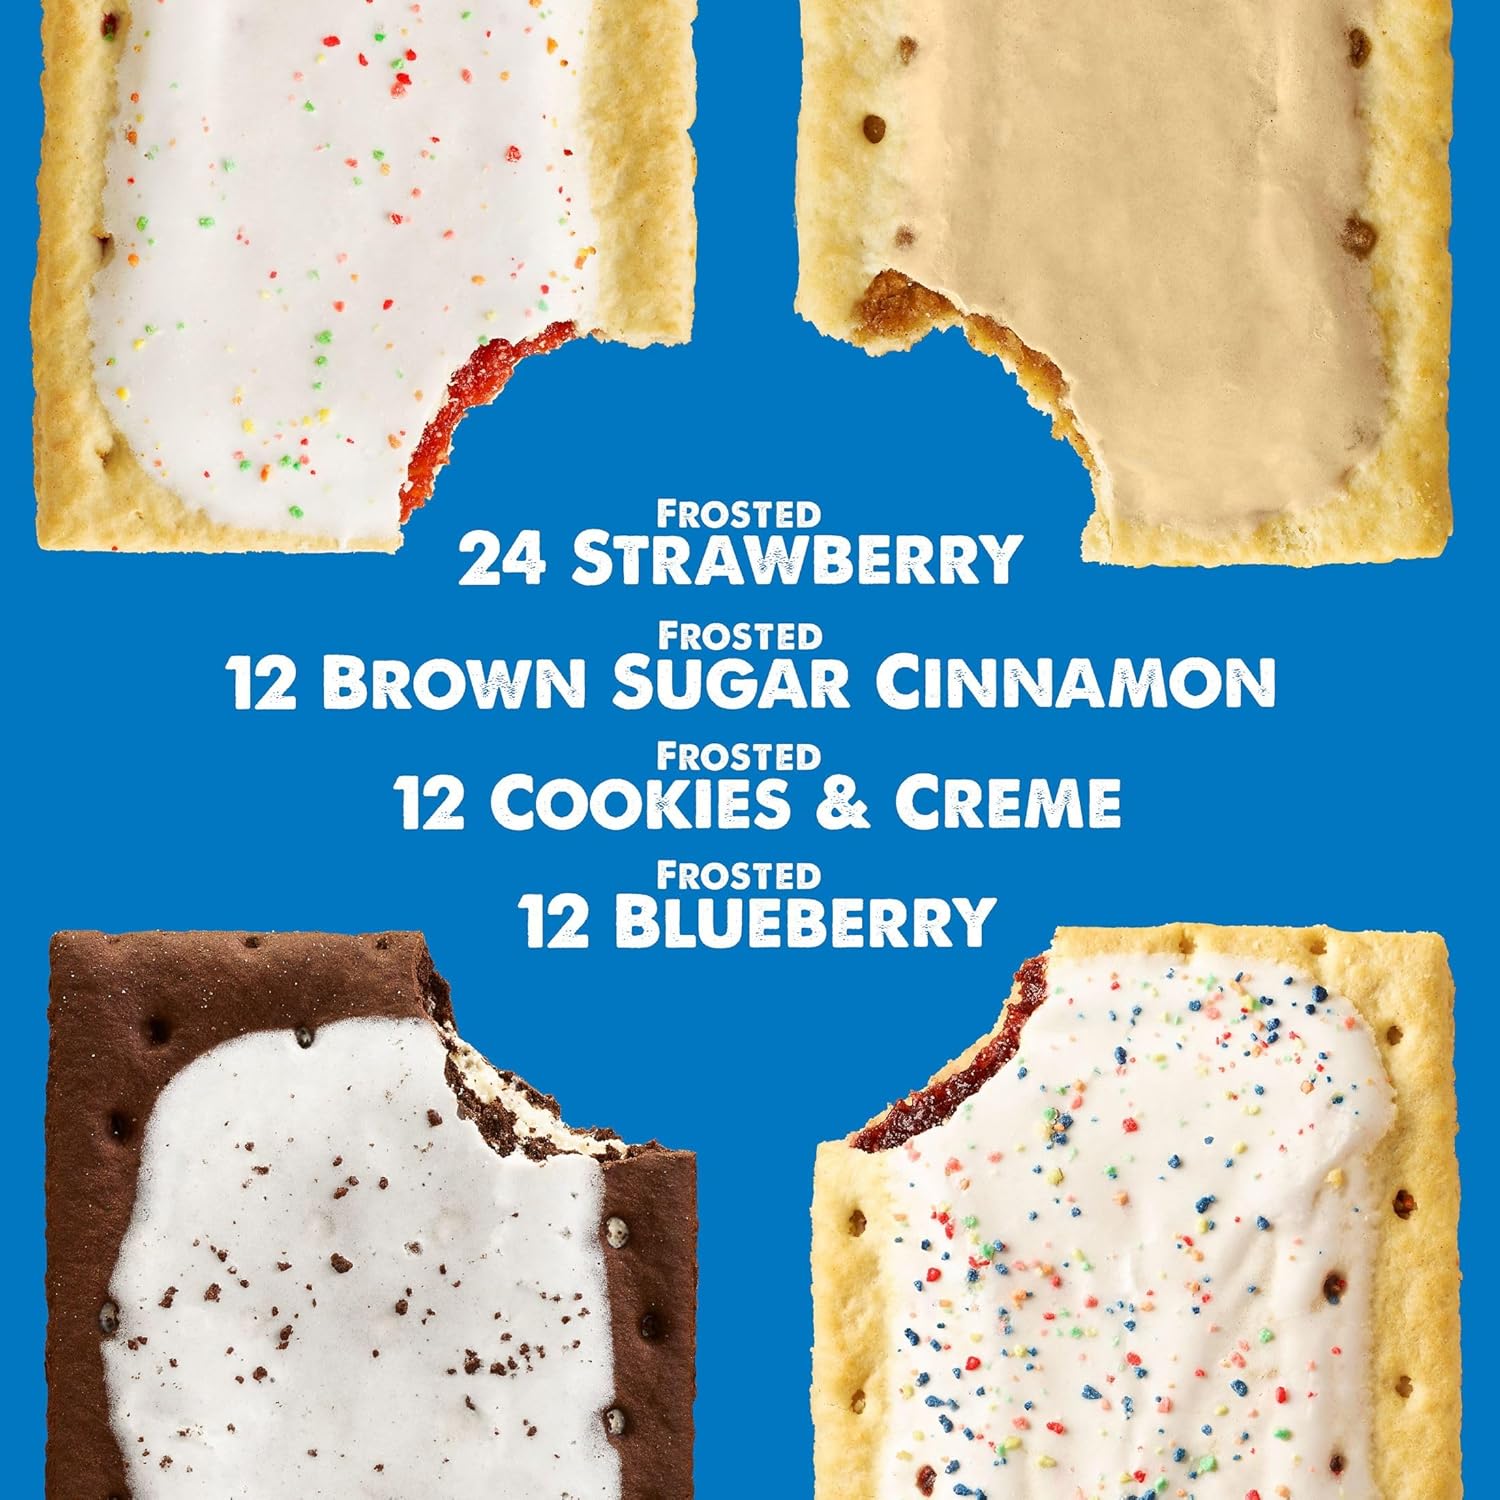 FROSTED
24 STRAWBERRY
FROSTED
12 BROWN SUGAR CINNAMON
FROSTED
12 COOKIES & CREME
FROSTED
12 BLUEBERRY